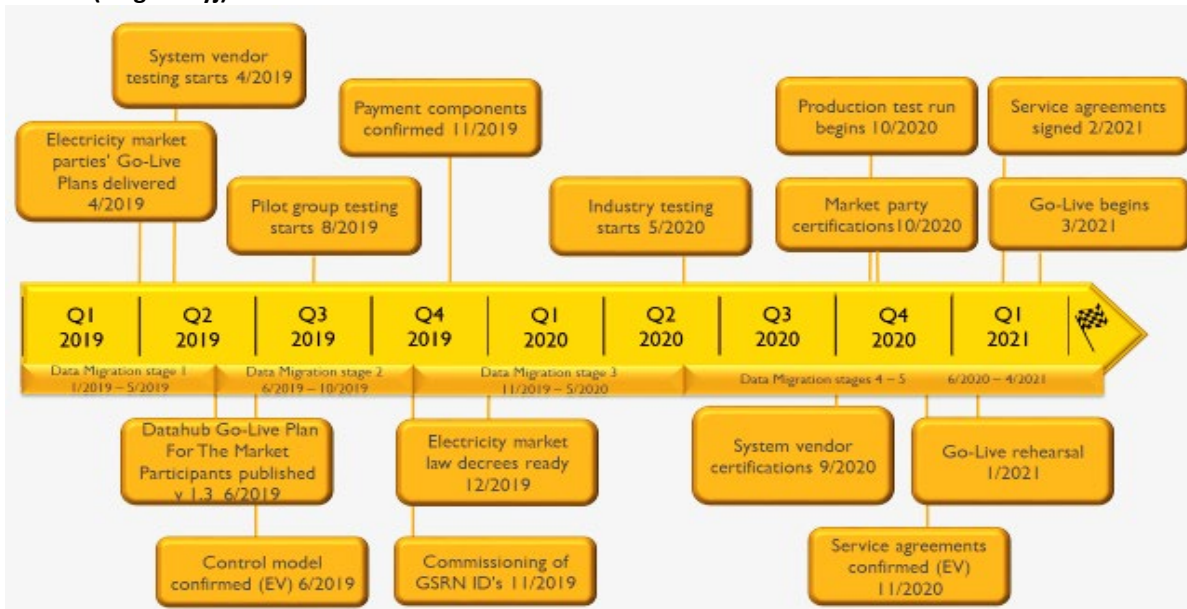 System vendor
testing starts 4/2019
Electricity market
parties' Go-Live
Plans delivered
4/2019
Pilot group testing
starts 8/2019
Payment components
confirmed 11/2019
Industry testing
starts 5/2020
Production test run
begins 10/2020
Market party
certifications10/2020
Service agreements
signed 2/2021
Go-Live begins
3/2021
Q1
2019
Q2
2019
Q3
2019
Q4
2019
Q1
2020
Q2
2020
Q3
2020
Q4
2020
Q1
2021
Data Migration stage 1
1/2019 – 5/2019
Data Migration stage 2
6/2019 – 10/2019
Data Migration stage 3
11/2019 – 5/2020
Data Migration stages 4 – 5 6/2020 – 4/2021
Datahub Go-Live Plan
For The Market
Participants published
v 1.3 6/2019
Control model
confirmed (EV) 6/2019
Electricity market
law decrees ready
12/2019
Commissioning of
GSRN ID's 11/2019
System vendor
certifications 9/2020
Go-Live rehearsal
1/2021
Service agreements
confirmed (EV)
11/2020